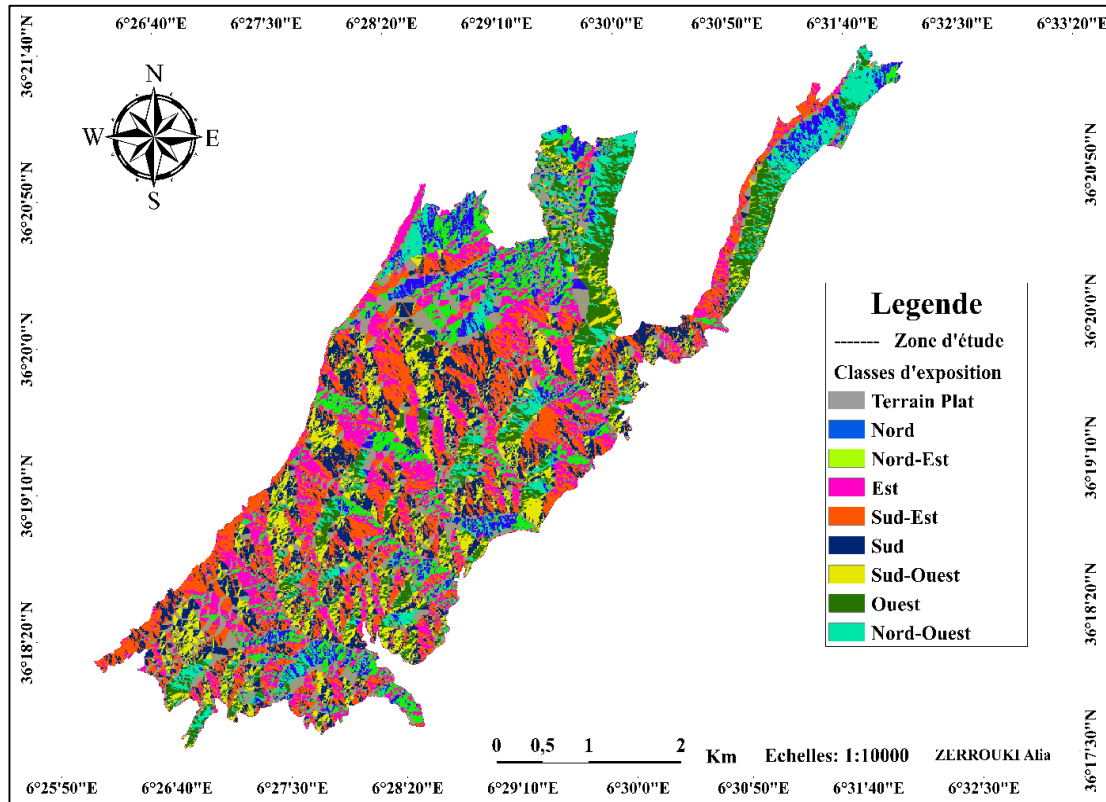 6°26'40"E 6°27'30"E 6°28'20"E 6°29'10"E 6°30'0"E 6°30'50"E 6°31'40"E 6°32'30"E 6°33'20"E
36°21'40"N
36°20'50"N
36°20'0"N
36°19'10"N
36°18'20"N
N
W E
S
36°20'50"N
36°20'0"N
36°19'10"N
36°18'20"N
36°17'30"N
Legende
Zone d'étude
Classes d'exposition
Terrain Plat
Nord
Nord-Est
Est
Sud-Est
Sud
Sud-Ouest
Ouest
Nord-Ouest
0 0,5 1 2 Km Echelles: 1:10000 ZERROUKI Alia
6°25'50"E 6°26'40"E 6°27'30"E 6°28'20"E 6°29'10"E 6°30'0"E 6°30'50"E 6°31'40"E 6°32'30"E